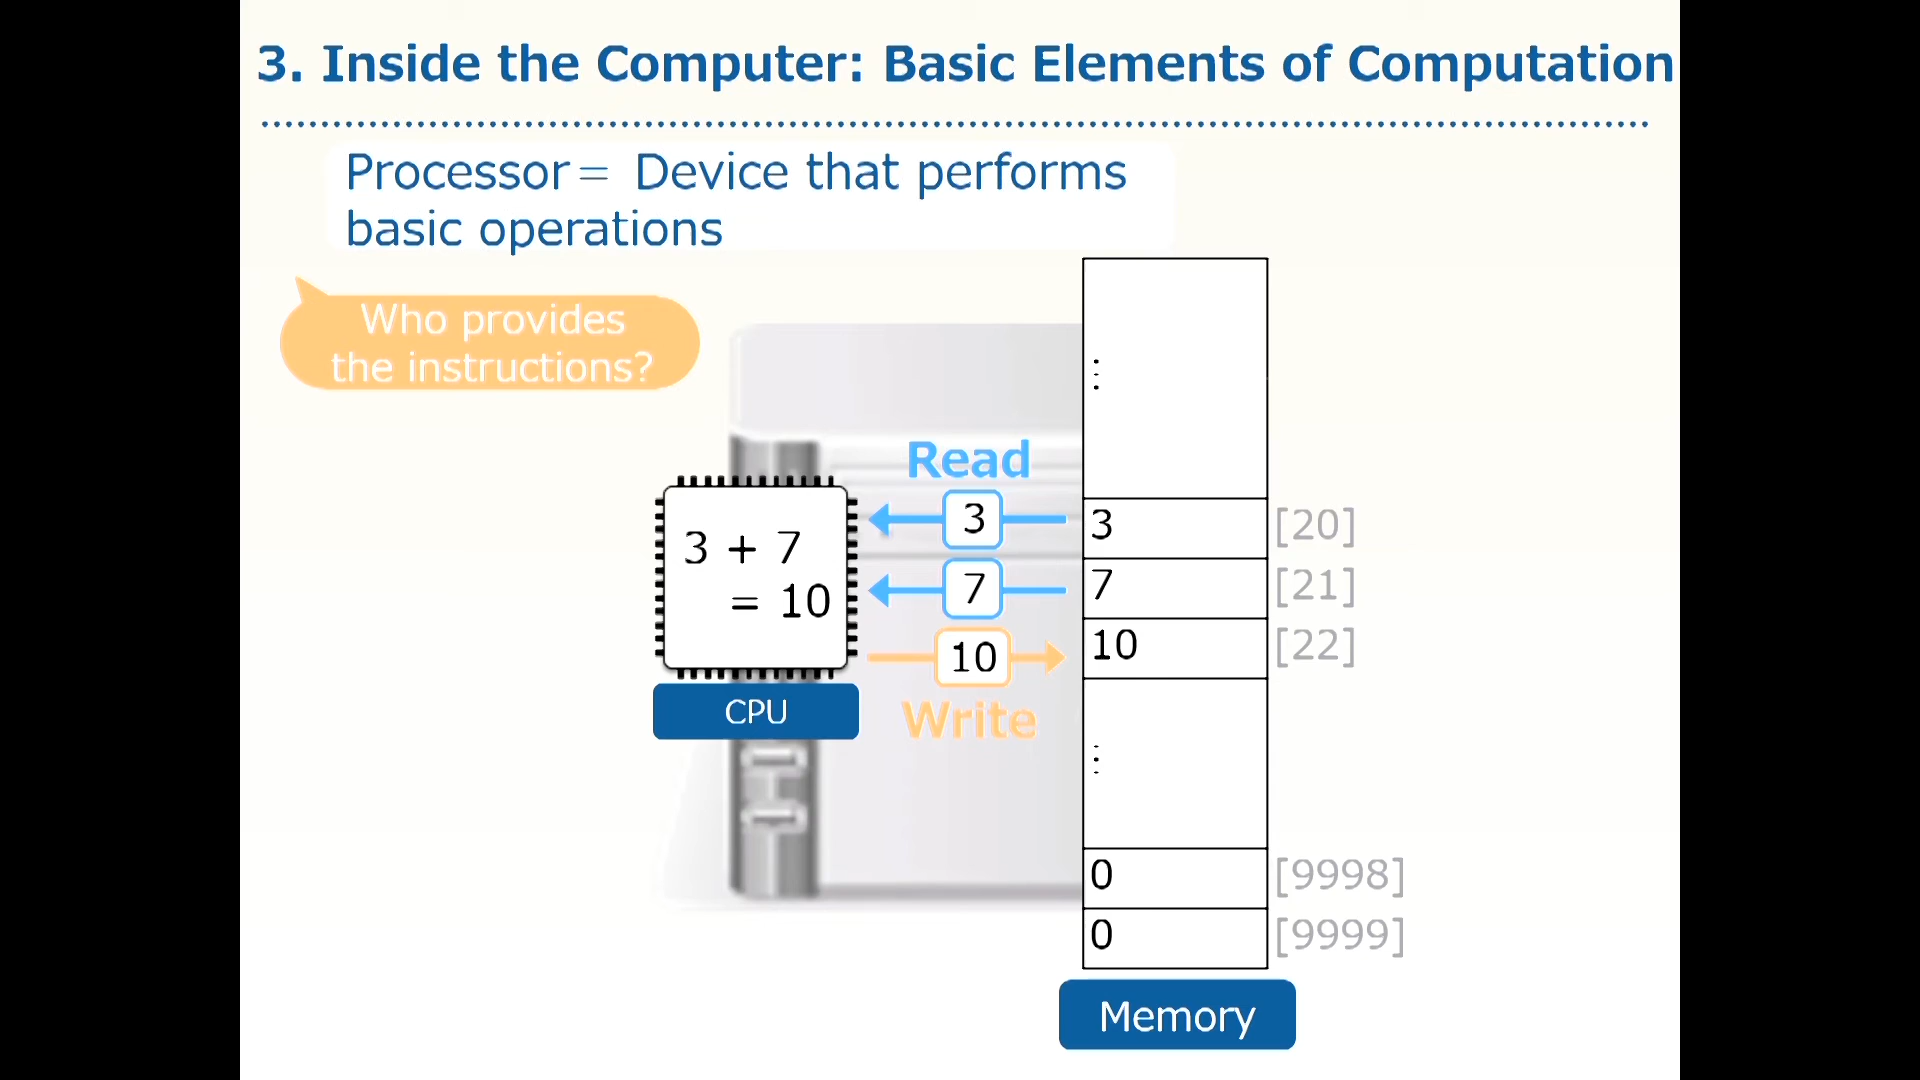 3. Inside the Computer: Basic Elements of Computation
Processor = Device that performs
basic operations
Who provides
the instructions?
⋮
Read
3
3 [20]
3 + 7
= 10
7
7 [21]
10
10 [22]
CPU
Write
⋮
0 [9998]
0 [9999]
Memory